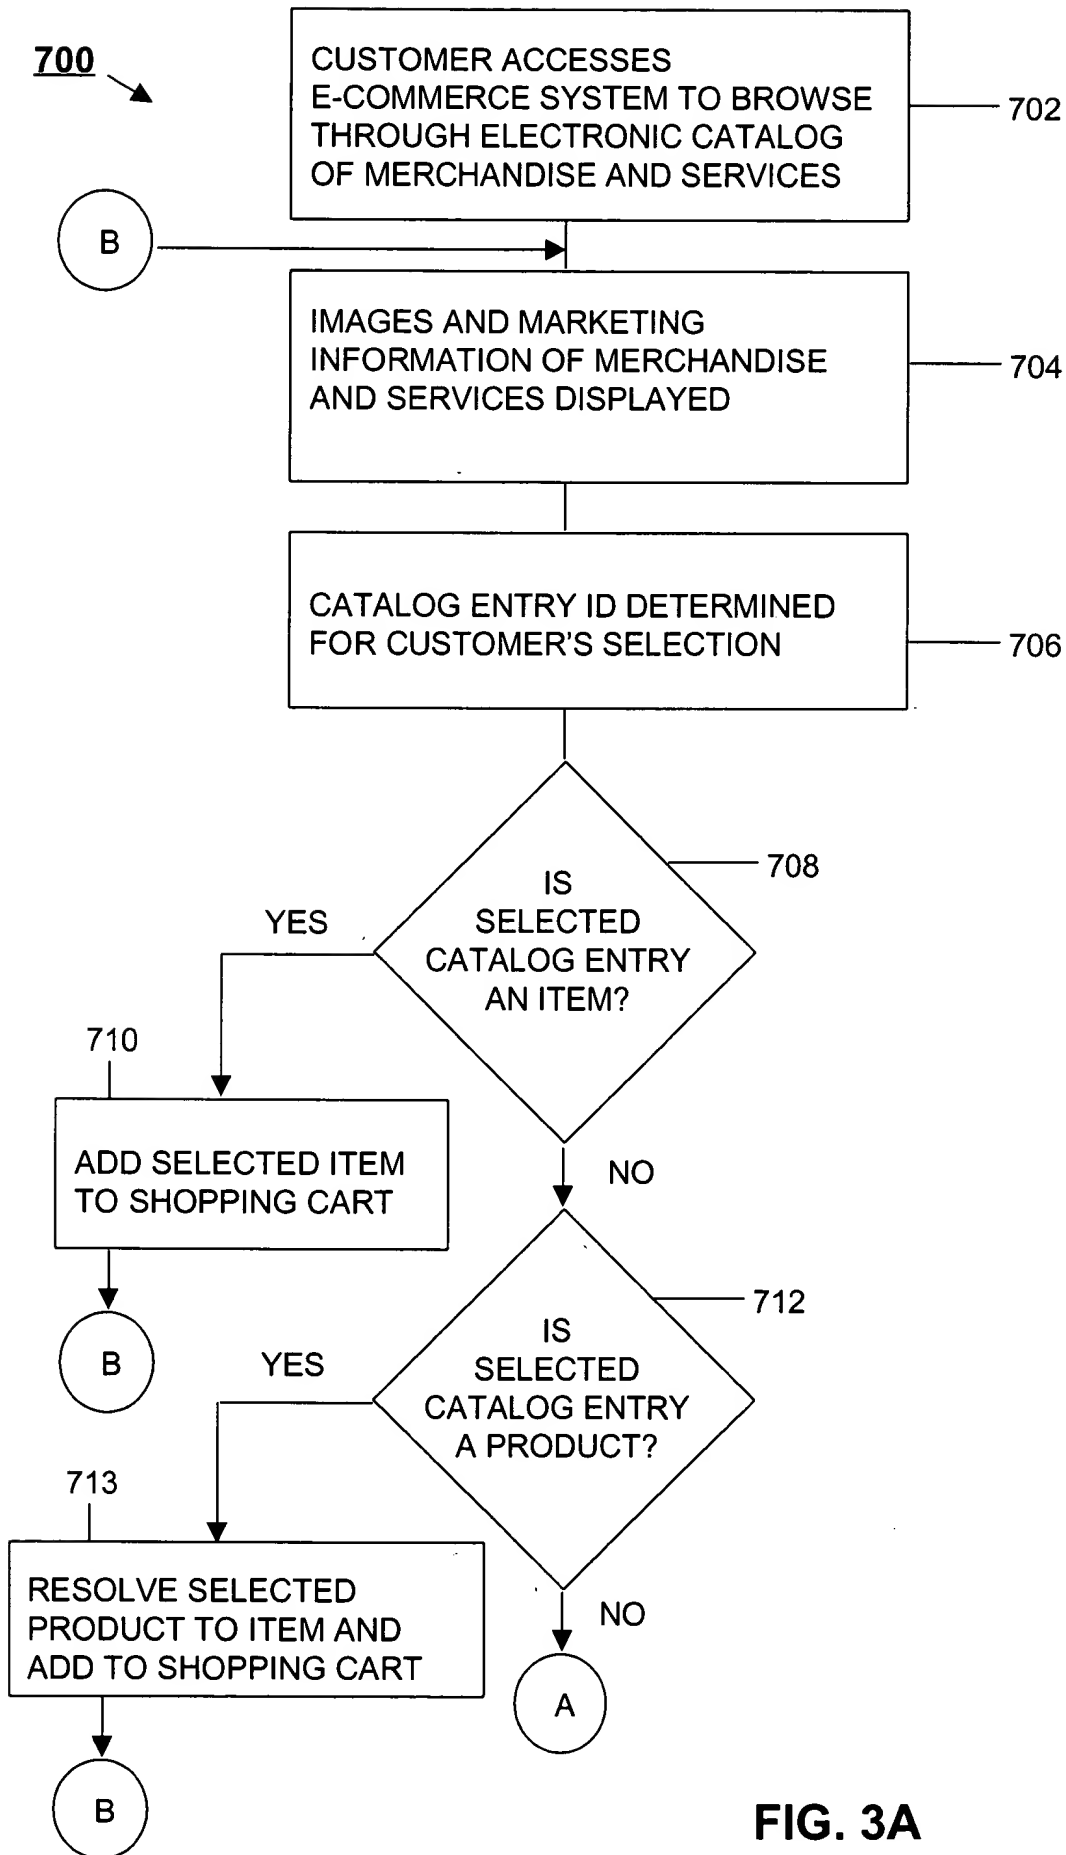 700
CUSTOMER ACCESSES
E-COMMERCE SYSTEM TO BROWSE
THROUGH ELECTRONIC CATALOG
OF MERCHANDISE AND SERVICES
702
B
IMAGES AND MARKETING
INFORMATION OF MERCHANDISE
AND SERVICES DISPLAYED
704
CATALOG ENTRY ID DETERMINED
FOR CUSTOMER'S SELECTION
706
IS
SELECTED
CATALOG ENTRY
AN ITEM?
708
YES
710
ADD SELECTED ITEM
TO SHOPPING CART
B
NO
IS
SELECTED
CATALOG ENTRY
A PRODUCT?
712
YES
713
RESOLVE SELECTED
PRODUCT TO ITEM AND
ADD TO SHOPPING CART
B
NO
A
FIG. 3A